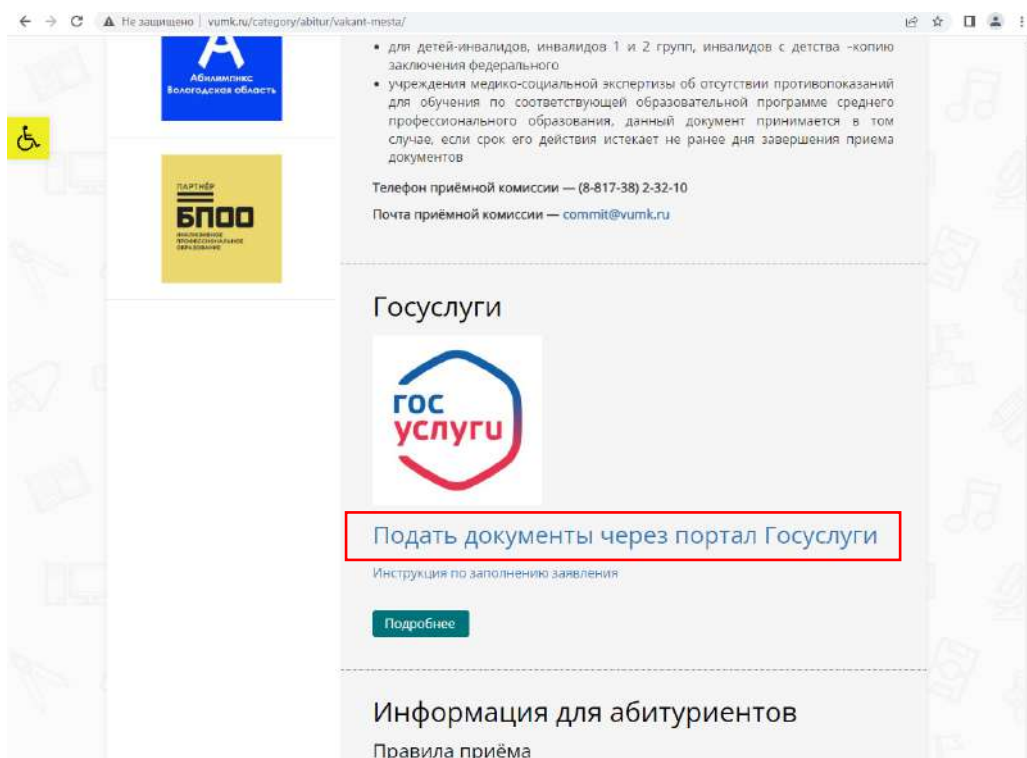 Не защищено | vumk.ru/category/abitur/vakant-mesta/
Абилимпикс
Вологодская область
ПАРТНЁР
БПОО
ИНКЛЮЗИВНОЕ
ПРОФЕССИОНАЛЬНОЕ
ОБРАЗОВАНИЕ
• для детей-инвалидов, инвалидов 1 и 2 групп, инвалидов с детства –копию
заключения федерального
• учреждения медико-социальной экспертизы об отсутствии противопоказаний
для обучения по соответствующей образовательной программе среднего
профессионального образования, данный документ принимается в том
случае, если срок его действия истекает не ранее дня завершения приема
документов
Телефон приёмной комиссии — (8-817-38) 2-32-10
Почта приёмной комиссии — commit@vumk.ru
Госуслуги
гос
услуги
Подать документы через портал Госуслуги
Инструкция по заполнению заявления
Подробнее
Информация для абитуриентов
Правила приёма